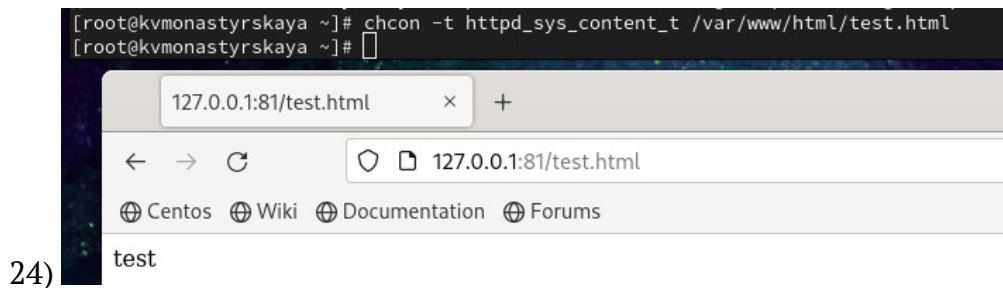 [root@kvmonastyrskaya ~]# chcon -t httpd_sys_content_t /var/www/html/test.html
[root@kvmonastyrskaya ~]#
127.0.0.1:81/test.html × +
127.0.0.1:81/test.html
Centos Wiki Documentation Forums
24) test